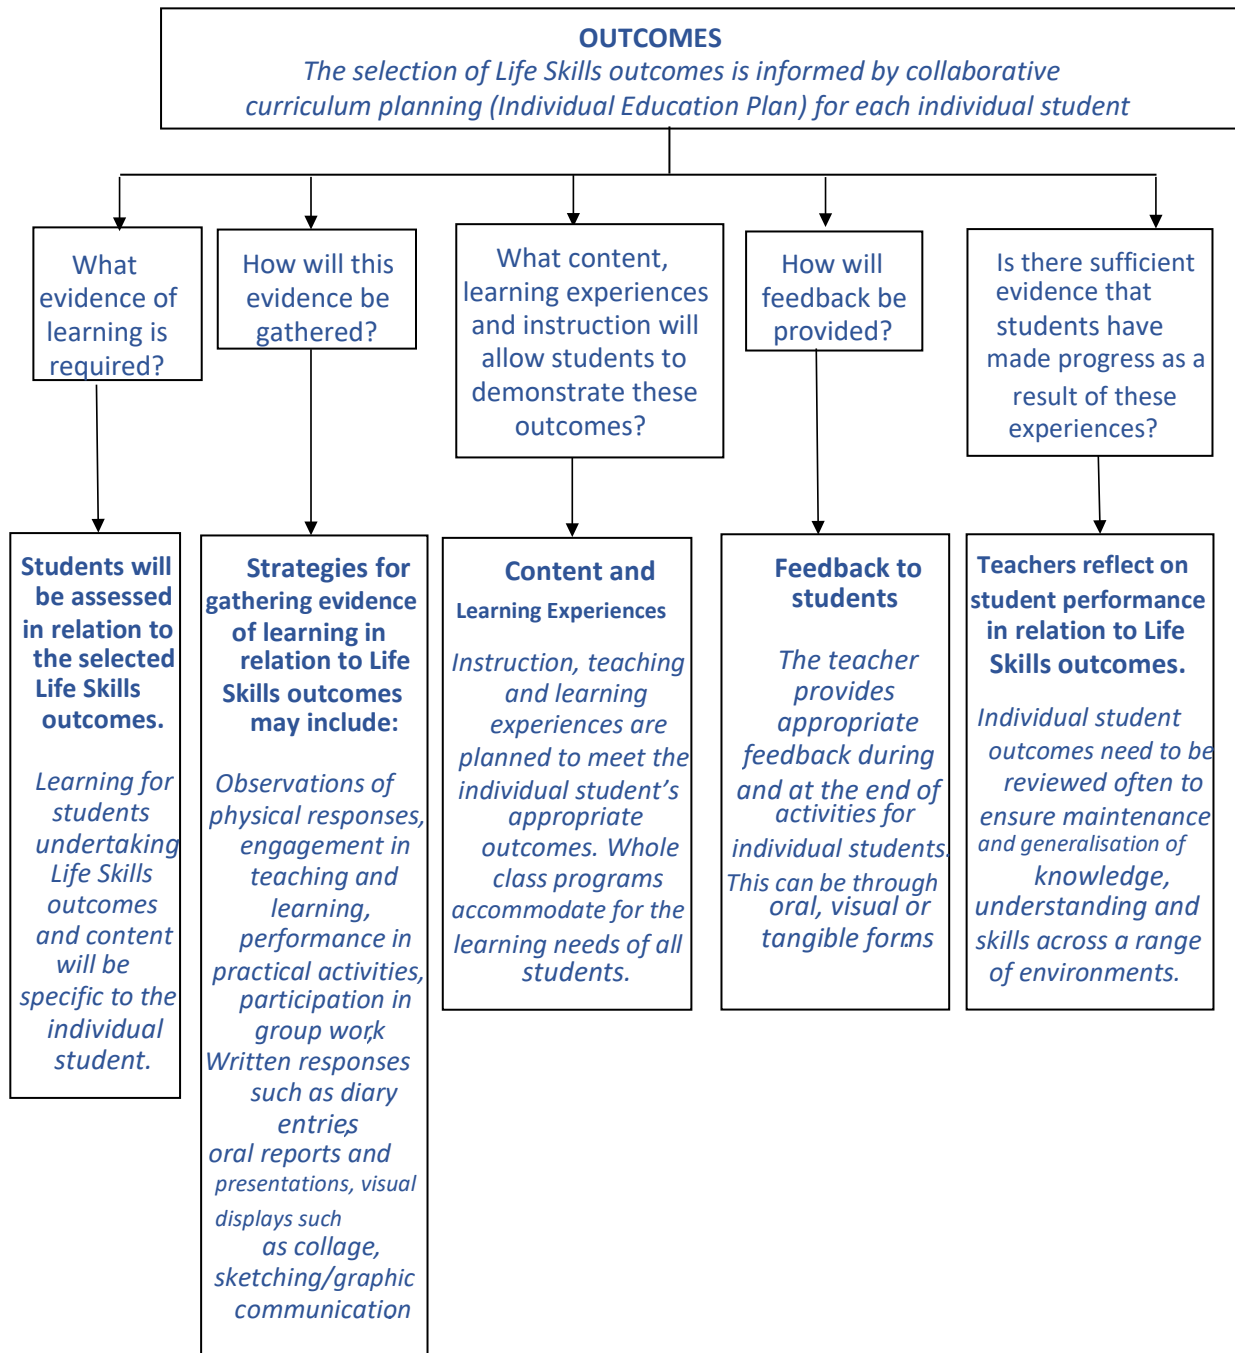 OUTCOMES
The selection of Life Skills outcomes is informed by collaborative
curriculum planning (Individual Education Plan) for each individual student
What
evidence of
learning is
required?
How will this
evidence be
gathered?
What content,
learning experiences
and instruction will
allow students to
demonstrate these
outcomes?
How will
feedback be
provided?
Is there sufficient
evidence that
students have
made progress as a
result of these
experiences?
Students will
be assessed
in relation to
the selected
Life Skills
outcomes.
Learning for
students
undertaking
Life Skills
outcomes
and content
will be
specific to the
individual
student.
Strategies for
gathering evidence
of learning in
relation to Life
Skills outcomes
may include:
Observations of
physical responses,
engagement in
teaching and
learning,
performance in
practical activities,
participation in
group work,
Written responses
such as diary
entries,
oral reports and
presentations, visual
displays such
as collage,
sketching/graphic
communication.
Content and
Learning Experiences
Instruction, teaching
and learning
experiences are
planned to meet the
individual student's
appropriate
outcomes. Whole
class programs
accommodate for the
learning needs of all
students.
Feedback to
students
The teacher
provides
appropriate
feedback during
and at the end of
activities for
individual students.
This can be through
oral, visual or
tangible forms.
Teachers reflect on
student performance
in relation to Life
Skills outcomes.
Individual student
outcomes need to be
reviewed often to
ensure maintenance
and generalisation of
knowledge,
understanding and
skills across a range
of environments.